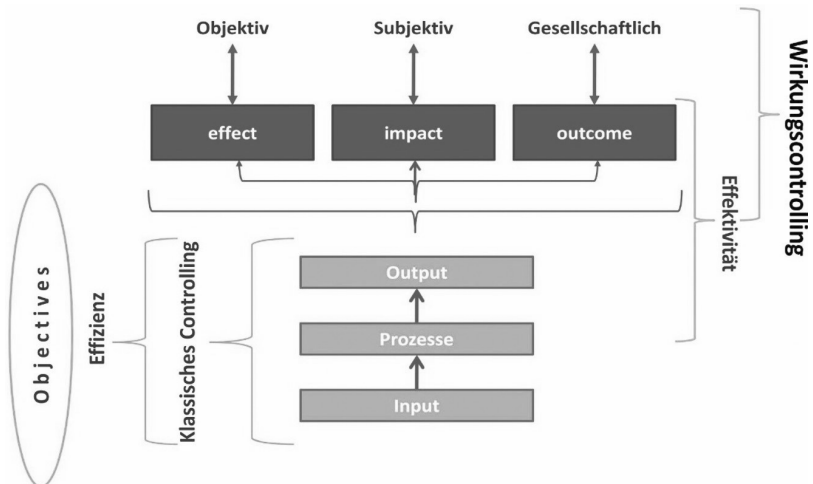 Objektiv
Subjektiv
Gesellschaftlich
effect
impact
outcome
Wirkungscontrolling
Effektivität
Output
Prozesse
Input
Klassisches Controlling
Effizienz
Objectives